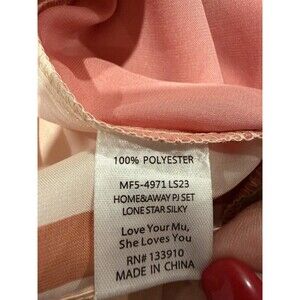 100% POLYESTER
MF5-4971 LS23
HOME&AWAY PJ SET
LONE STAR SILKY
Love Your Mu,
She Loves You
RN# 133910
MADE IN CHINA